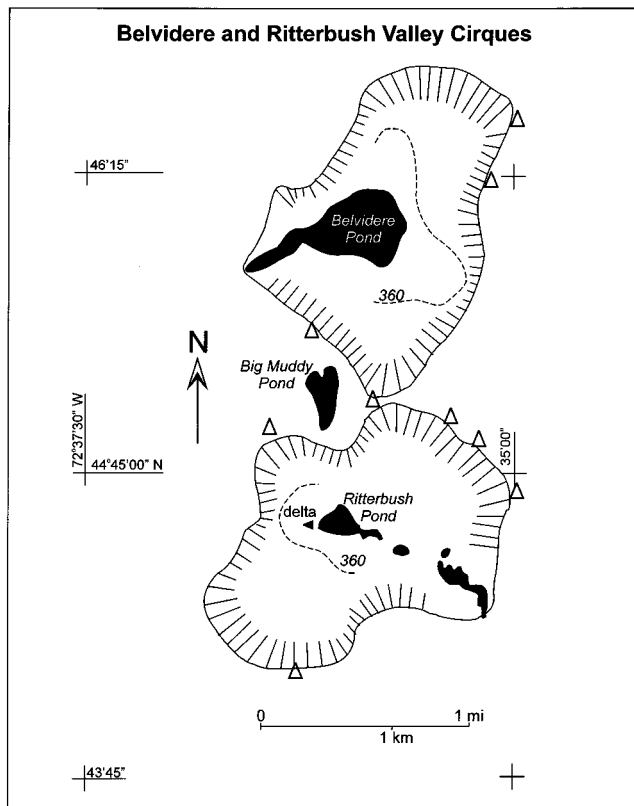 Belvidere and Ritterbush Valley Cirques
46'15"
Belvidere
Pond
360
N
Big Muddy
Pond
72°37'30" W
44°45'00" N
35'00"
Ritterbush
Pond
delta
360
0
1 mi
1 km
43'45"